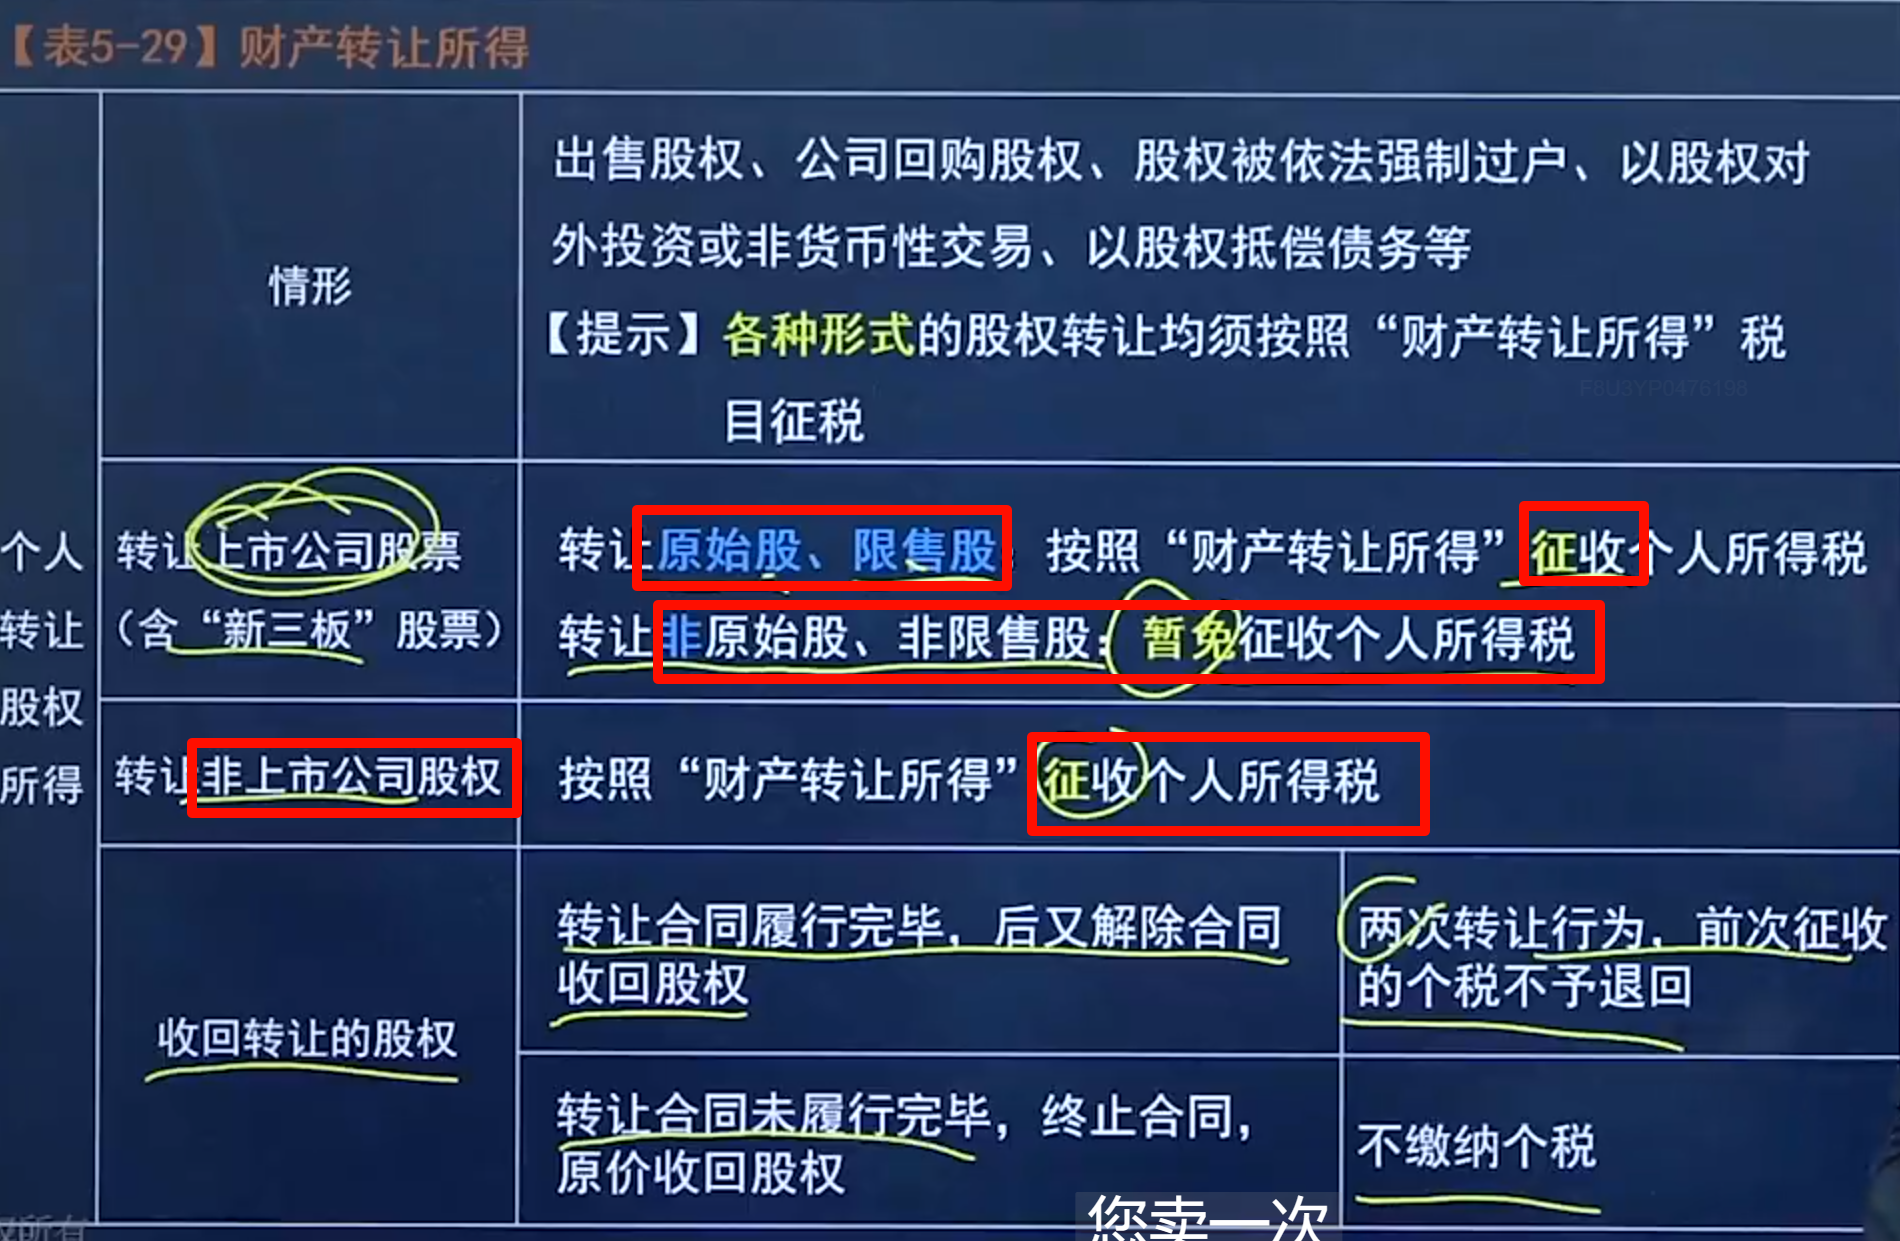 【表5-29】财产转让所得
个人
转让
股权
所得
情形
出售股权、公司回购股权、股权被依法强制过户、以股权对
外投资或非货币性交易、以股权抵偿债务等
【提示】各种形式的股权转让均须按照“财产转让所得”税
目征税
F8U3YP0476198
转让上市公司股票
（含“新三板”股票）
转让原始股、限售股：按照“财产转让所得”征收个人所得税
转让非原始股、非限售股：暂免征收个人所得税
转让非上市公司股权
按照“财产转让所得”征收个人所得税
收回转让的股权
转让合同履行完毕，后又解除合同
收回股权
两次转让行为，前次征收
的个税不予退回
转让合同未履行完毕，终止合同，
原价收回股权
不缴纳个税
您卖一次
权所有